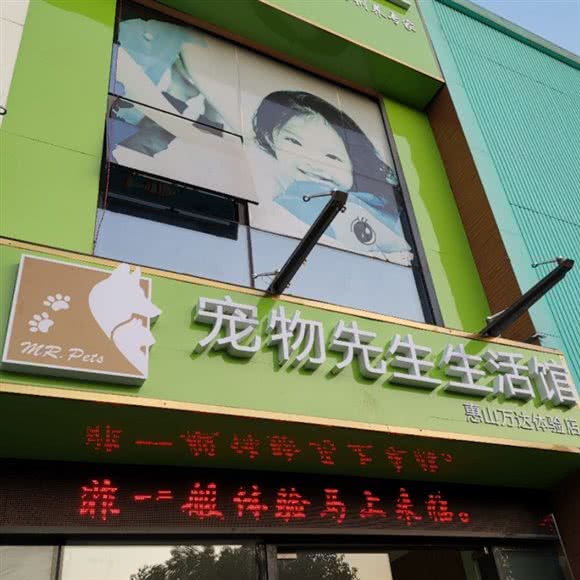 MR.Pets
宠物先生生活馆
惠山万达体验店
非一般体验马上来临。